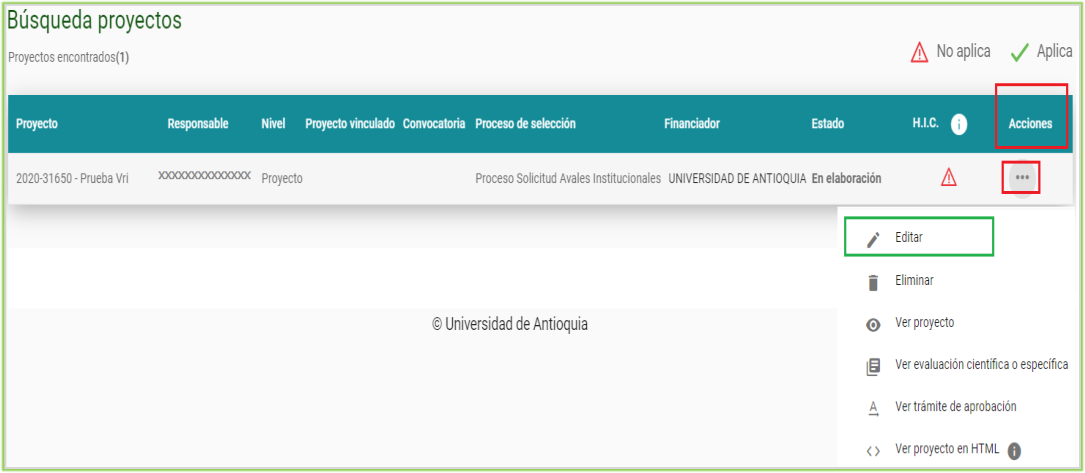 Búsqueda proyectos
Proyectos encontrados(1)
No aplica Aplica
Proyecto Responsable Nivel Proyecto vinculado Convocatoria Proceso de selección Financiador Estado H.I.C. i Acciones
2020-31650 - Prueba Vri XXXXXXXXXXXXXX Proyecto Proceso Solicitud Avales Institucionales UNIVERSIDAD DE ANTIOQUIA En elaboración
Editar
Eliminar
© Universidad de Antioquia
Ver proyecto
Ver evaluación científica o específica
Ver trámite de aprobación
Ver proyecto en HTML i